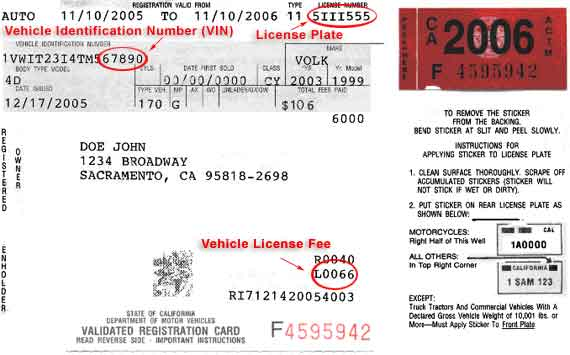 REGISTRATION VALID FROM
AUTO 11/10/2005 TO 11/10/2006
TYPE
11
LICENSE NUMBER
5III555
Vehicle Identification Number (VIN)
License Plate
VEHICLE IDENTIFICATION NUMBER
1VWIT23I4TM567890
MAKE
VOLK
BODY TYPE MODEL
4D
CYLS.
DATE FIRST SOLD
00/00/0000
CLASS
CY
YR.
2003
Yr. Model
1999
DATE ISSUED
12/17/2005
TYPE VEH.
170
MP
G
AX
WC
UNLADEN/G/CGW
TOTAL FEES PAID
$106
6000
REGISTERED
OWNER
DOE JOHN
1234 BROADWAY
SACRAMENTO, CA 95818-2698
ENHOLDER
Vehicle License Fee
R0040
L0066
RI7121420054003
STATE OF CALIFORNIA
DEPARTMENT OF MOTOR VEHICLES
VALIDATED REGISTRATION CARD
READ REVERSE SIDE - IMPORTANT INSTRUCTIONS
F4595942
CA 2006
F 4595942
TO REMOVE THE STICKER
FROM THE BACKING.
BEND STICKER AT SLIT AND PEEL SLOWLY.
INSTRUCTIONS FOR
APPLYING STICKER TO LICENSE PLATE
1. CLEAN SURFACE THOROUGHLY. SCRAPE OFF
ACCUMULATED STICKERS (STICKER WILL
NOT STICK IF WET OR DIRTY).
2. PUT STICKER ON REAR LICENSE PLATE AS
SHOWN BELOW:
MOTORCYCLES:
Right Half of This Well
CAL
1A0000
ALL OTHERS:
In Top Right Corner
CALIFORNIA
1 SAM 123
EXCEPT:
Truck Tractors And Commercial Vehicles With A
Declared Gross Vehicle Weight of 10,001 lbs. or
More—Must Apply Sticker To Front Plate